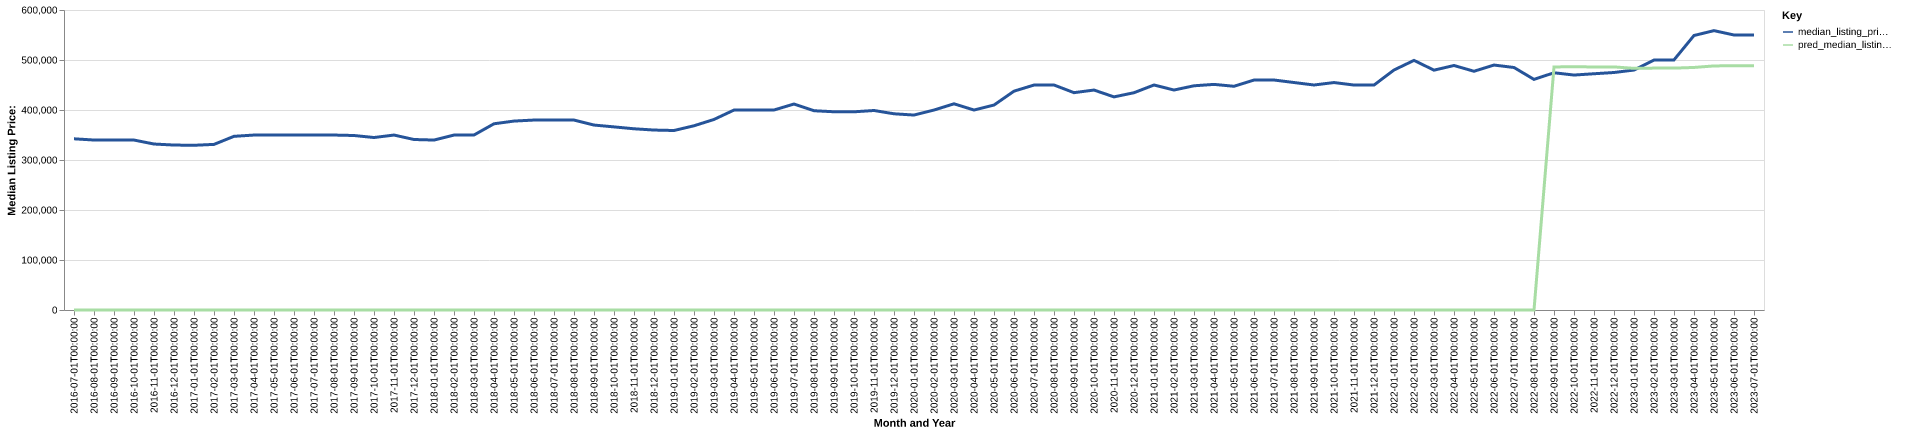 600,000
500,000
400,000
300,000
200,000
100,000
0
Median Listing Price:
2016-07-01T00:00:00
2016-08-01T00:00:00
2016-09-01T00:00:00
2016-10-01T00:00:00
2016-11-01T00:00:00
2016-12-01T00:00:00
2017-01-01T00:00:00
2017-02-01T00:00:00
2017-03-01T00:00:00
2017-04-01T00:00:00
2017-05-01T00:00:00
2017-06-01T00:00:00
2017-07-01T00:00:00
2017-08-01T00:00:00
2017-09-01T00:00:00
2017-10-01T00:00:00
2017-11-01T00:00:00
2017-12-01T00:00:00
2018-01-01T00:00:00
2018-02-01T00:00:00
2018-03-01T00:00:00
2018-04-01T00:00:00
2018-05-01T00:00:00
2018-06-01T00:00:00
2018-07-01T00:00:00
2018-08-01T00:00:00
2018-09-01T00:00:00
2018-10-01T00:00:00
2018-11-01T00:00:00
2018-12-01T00:00:00
2019-01-01T00:00:00
2019-02-01T00:00:00
2019-03-01T00:00:00
2019-04-01T00:00:00
2019-05-01T00:00:00
2019-06-01T00:00:00
2019-07-01T00:00:00
2019-08-01T00:00:00
2019-09-01T00:00:00
2019-10-01T00:00:00
2019-11-01T00:00:00
2019-12-01T00:00:00
2020-01-01T00:00:00
2020-02-01T00:00:00
2020-03-01T00:00:00
2020-04-01T00:00:00
2020-05-01T00:00:00
2020-06-01T00:00:00
2020-07-01T00:00:00
2020-08-01T00:00:00
2020-09-01T00:00:00
2020-10-01T00:00:00
2020-11-01T00:00:00
2020-12-01T00:00:00
2021-01-01T00:00:00
2021-02-01T00:00:00
2021-03-01T00:00:00
2021-04-01T00:00:00
2021-05-01T00:00:00
2021-06-01T00:00:00
2021-07-01T00:00:00
2021-08-01T00:00:00
2021-09-01T00:00:00
2021-10-01T00:00:00
2021-11-01T00:00:00
2021-12-01T00:00:00
2022-01-01T00:00:00
2022-02-01T00:00:00
2022-03-01T00:00:00
2022-04-01T00:00:00
2022-05-01T00:00:00
2022-06-01T00:00:00
2022-07-01T00:00:00
2022-08-01T00:00:00
2022-09-01T00:00:00
2022-10-01T00:00:00
2022-11-01T00:00:00
2022-12-01T00:00:00
2023-01-01T00:00:00
2023-02-01T00:00:00
2023-03-01T00:00:00
2023-04-01T00:00:00
2023-05-01T00:00:00
2023-06-01T00:00:00
2023-07-01T00:00:00
Month and Year
Key
median_listing_pri…
pred_median_listin…